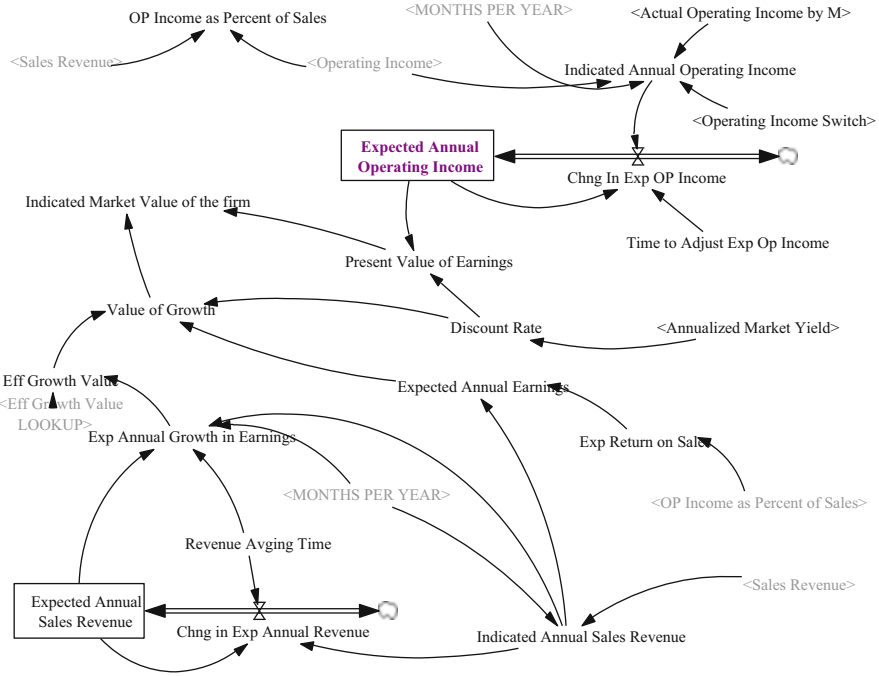 <MONTHS PER YEAR>
<Actual Operating Income by M>
OP Income as Percent of Sales
<Sales Revenue>
<Operating Income>
Indicated Annual Operating Income
<Operating Income Switch>
Expected Annual
Operating Income
Chng In Exp OP Income
Indicated Market Value of the firm
Time to Adjust Exp Op Income
Present Value of Earnings
Value of Growth
Discount Rate
<Annualized Market Yield>
Eff Growth Value
Expected Annual Earnings
<Eff Growth Value
LOOKUP>
Exp Annual Growth in Earnings
Exp Return on Sales
<MONTHS PER YEAR>
<OP Income as Percent of Sales>
Revenue Avging Time
<Sales Revenue>
Expected Annual
Sales Revenue
Chng in Exp Annual Revenue
Indicated Annual Sales Revenue